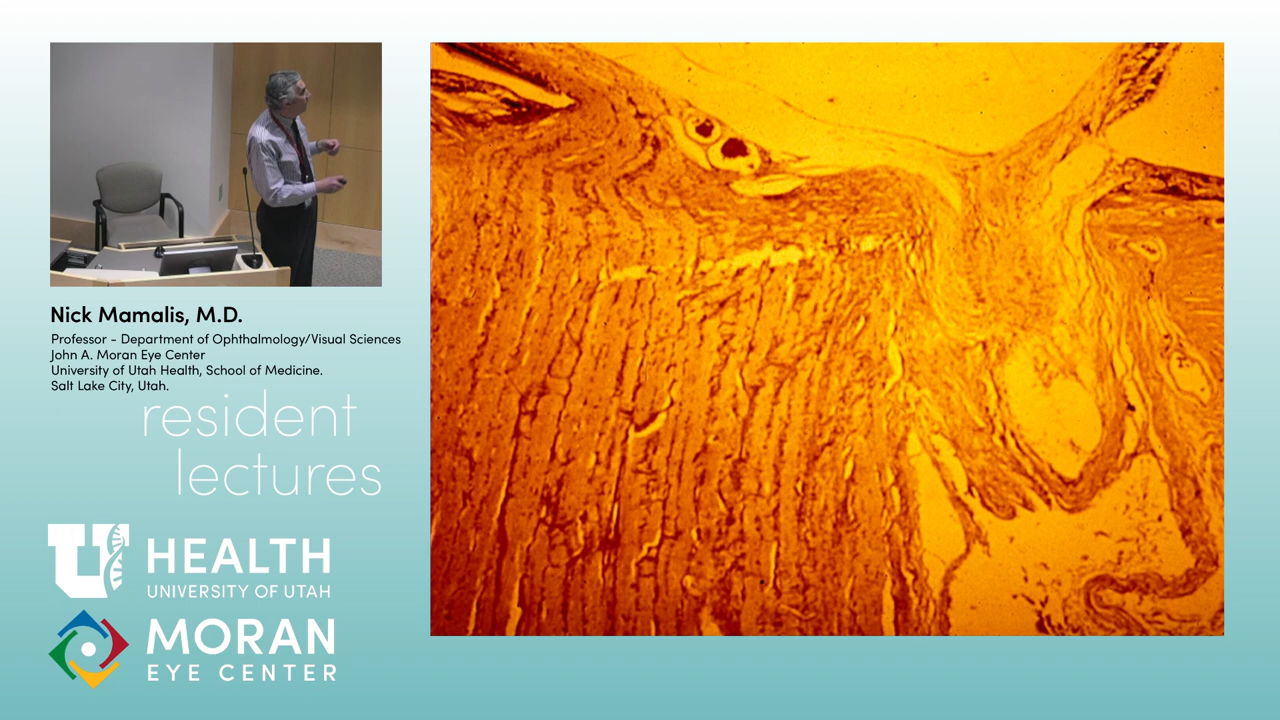 Nick Mamalis, M.D.
Professor - Department of Ophthalmology/Visual Sciences
John A. Moran Eye Center
University of Utah Health, School of Medicine.
Salt Lake City, Utah.
resident
lectures
U HEALTH
UNIVERSITY OF UTAH
MORAN
EYE CENTER